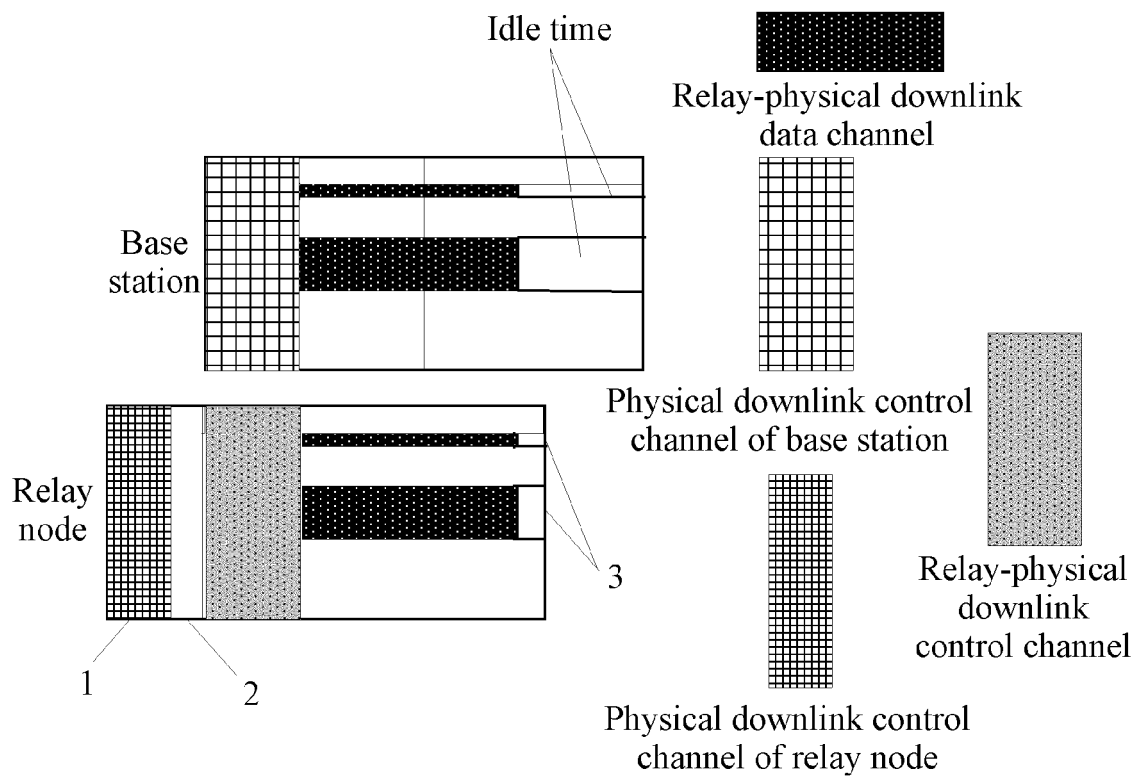 Idle time
Relay-physical downlink
data channel
Base
station
Physical downlink control
channel of base station
Relay
node
3
Relay-physical
downlink
control channel
1
2
Physical downlink control
channel of relay node